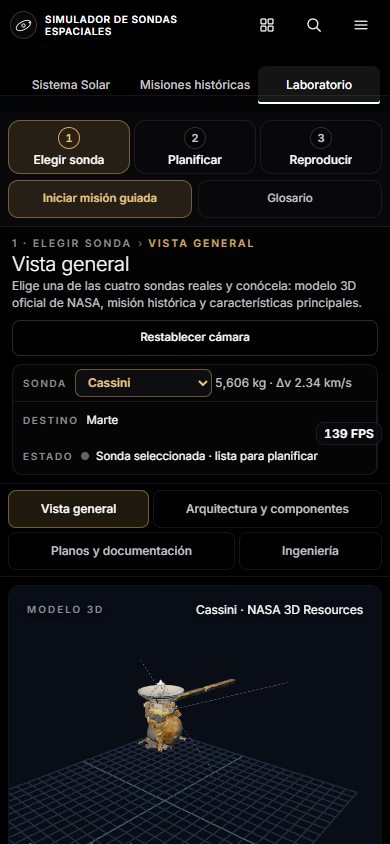 SIMULADOR DE SONDAS
ESPACIALES
Sistema Solar
Misiones históricas
Laboratorio
1
Elegir sonda
2
Planificar
3
Reproducir
Iniciar misión guiada
Glosario
1 · ELEGIR SONDA › VISTA GENERAL
Vista general
Elige una de las cuatro sondas reales y conócela: modelo 3D
oficial de NASA, misión histórica y características principales.
Restablecer cámara
SONDA Cassini 5,606 kg · Δv 2.34 km/s
DESTINO Marte
139 FPS
ESTADO Sonda seleccionada · lista para planificar
Vista general
Arquitectura y componentes
Planos y documentación
Ingeniería
MODELO 3D
Cassini · NASA 3D Resources